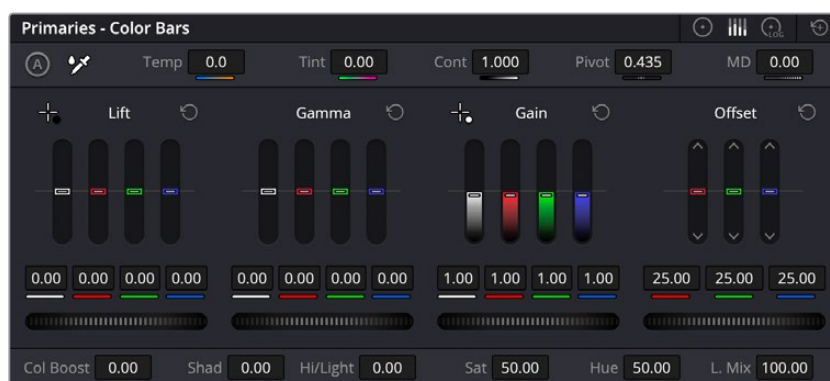 Primaries - Color Bars
LOG
A Temp 0.0 Tint 0.00 Cont 1.000 Pivot 0.435 MD 0.00
Lift Gamma Gain Offset
0.00 0.00 0.00 0.00 0.00 0.00 0.00 0.00 1.00 1.00 1.00 1.00 25.00 25.00 25.00
Col Boost 0.00 Shad 0.00 Hi/Light 0.00 Sat 50.00 Hue 50.00 L. Mix 100.00